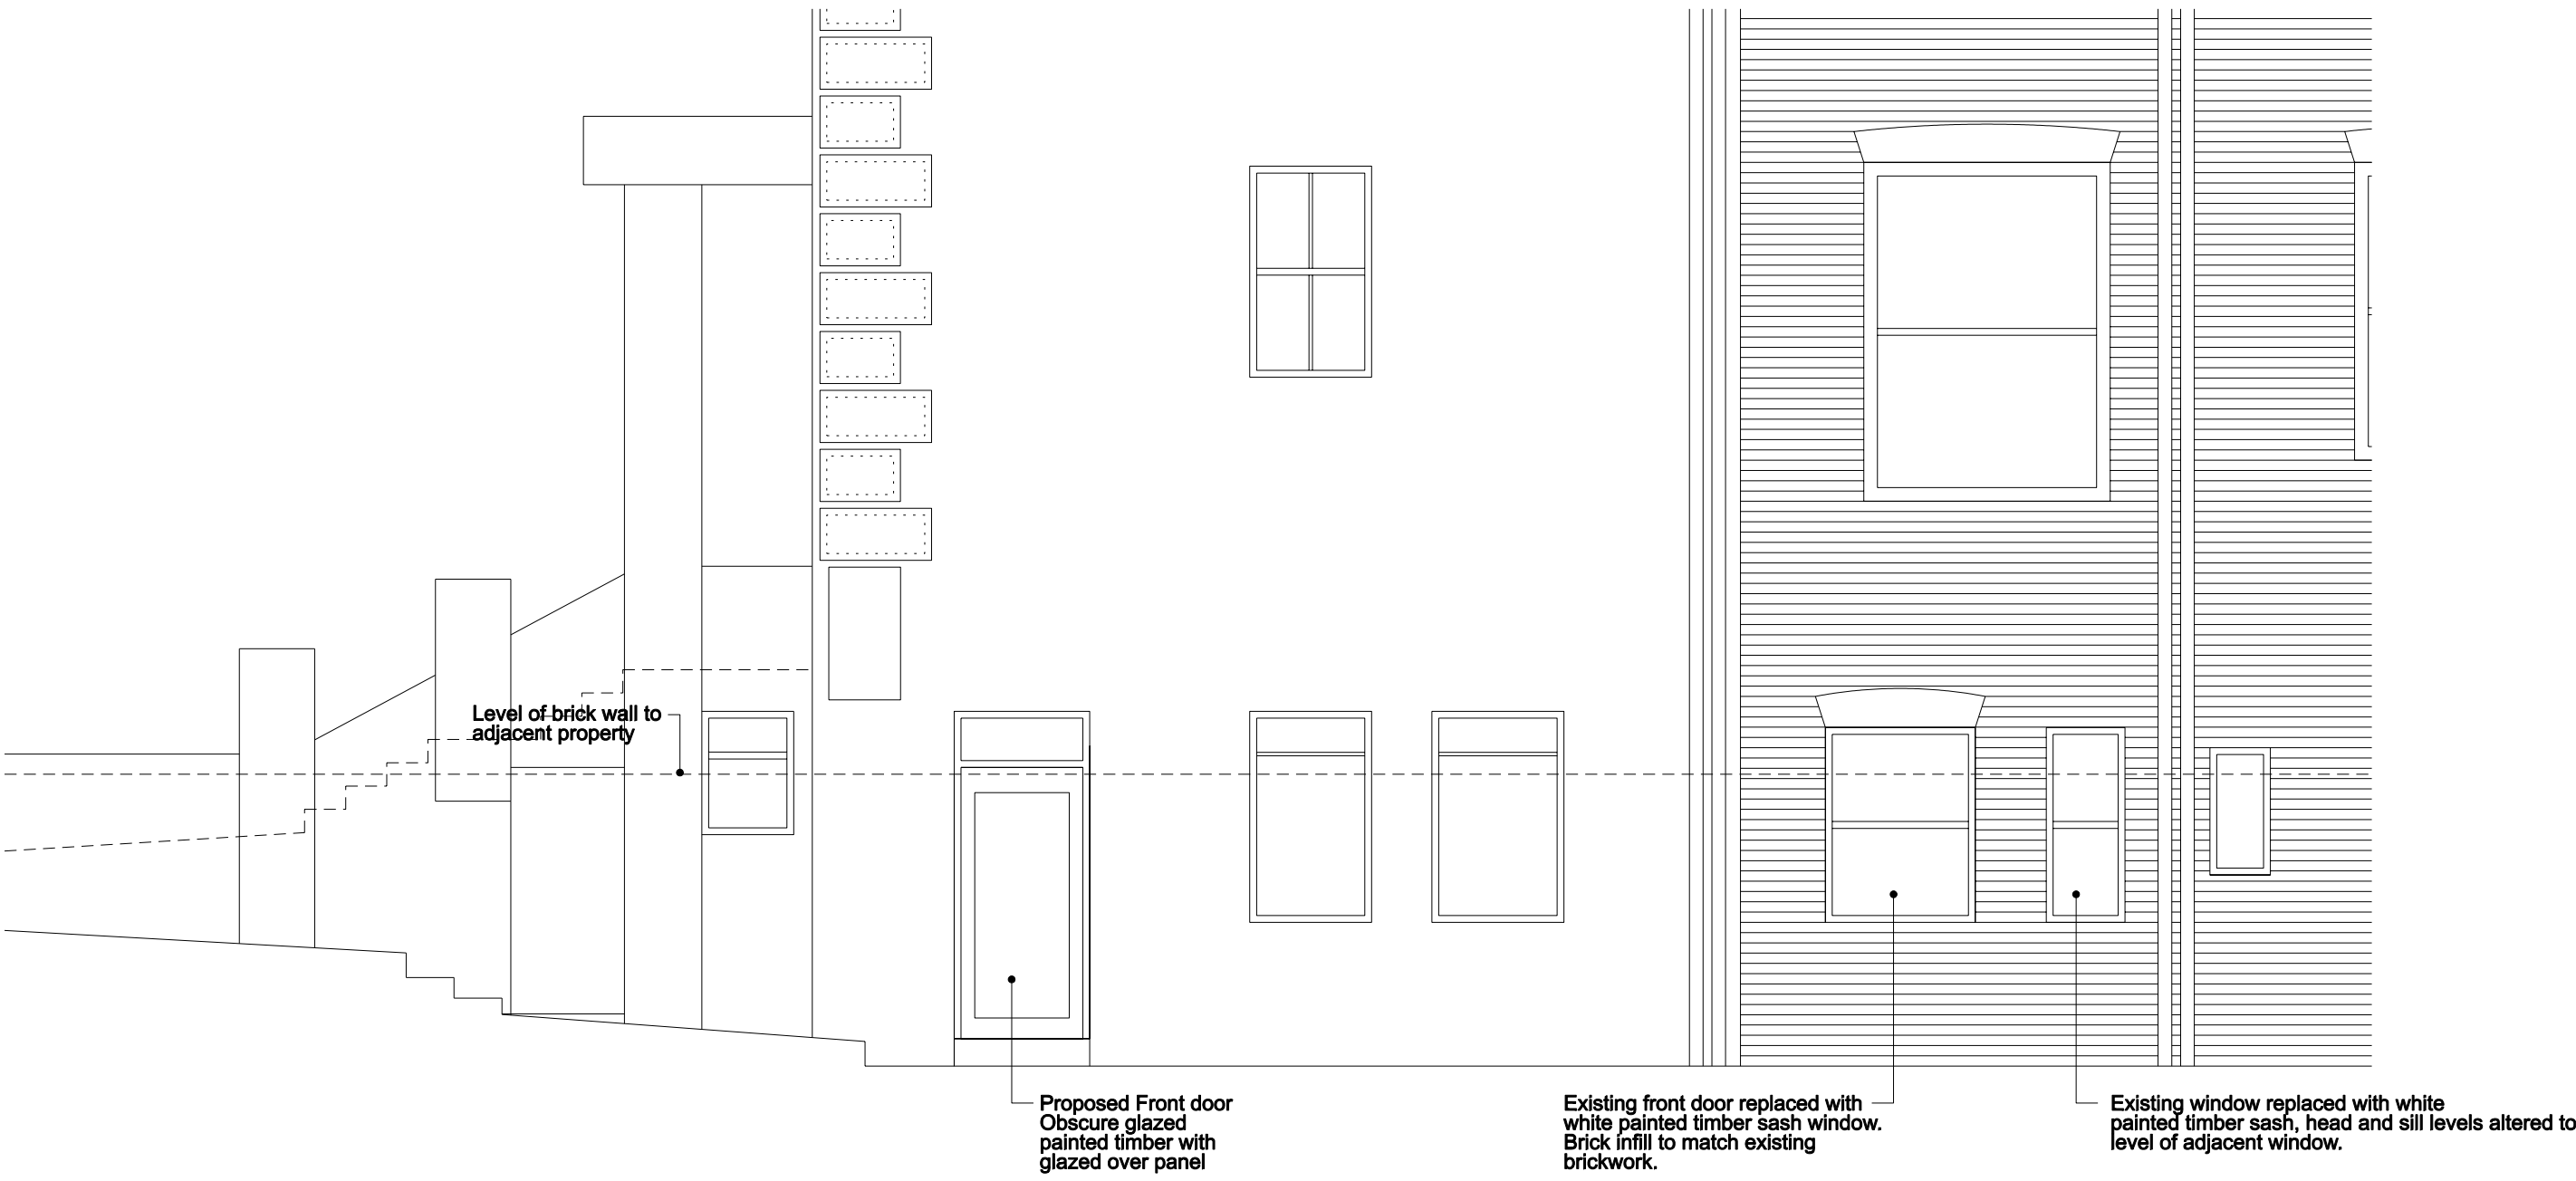 Level of brick wall to
adjacent property
Proposed Front door
Obscure glazed
painted timber with
glazed over panel
Existing front door replaced with
white painted timber sash window.
Brick infill to match existing
brickwork.
Existing window replaced with white
painted timber sash, head and sill levels altered to
level of adjacent window.